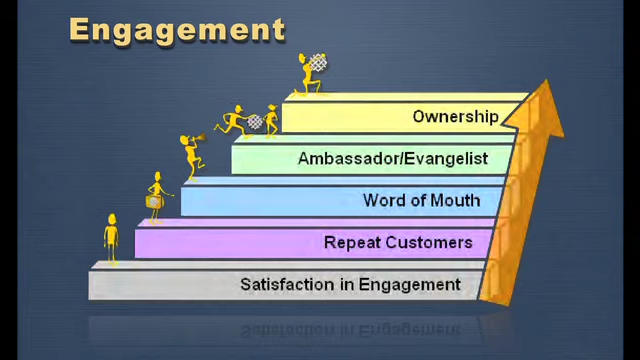 Engagement
Ownership
Ambassador/Evangelist
Word of Mouth
Repeat Customers
Satisfaction in Engagement